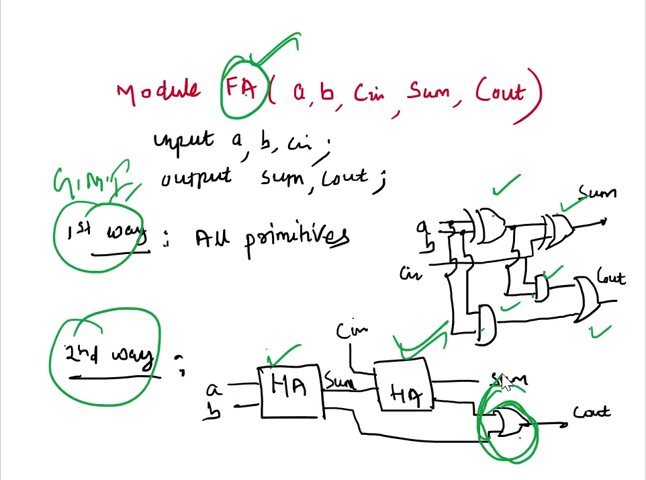 Module FA( a, b, Cin, Sum, Cout)
input a, b, cin;
output sum, Cout;
G.M.F
1st way : All primitives
Sum
a
b
Cin
Cout
2nd way :
Cin
a
b
HA
Sum
HA
Sum
Cout